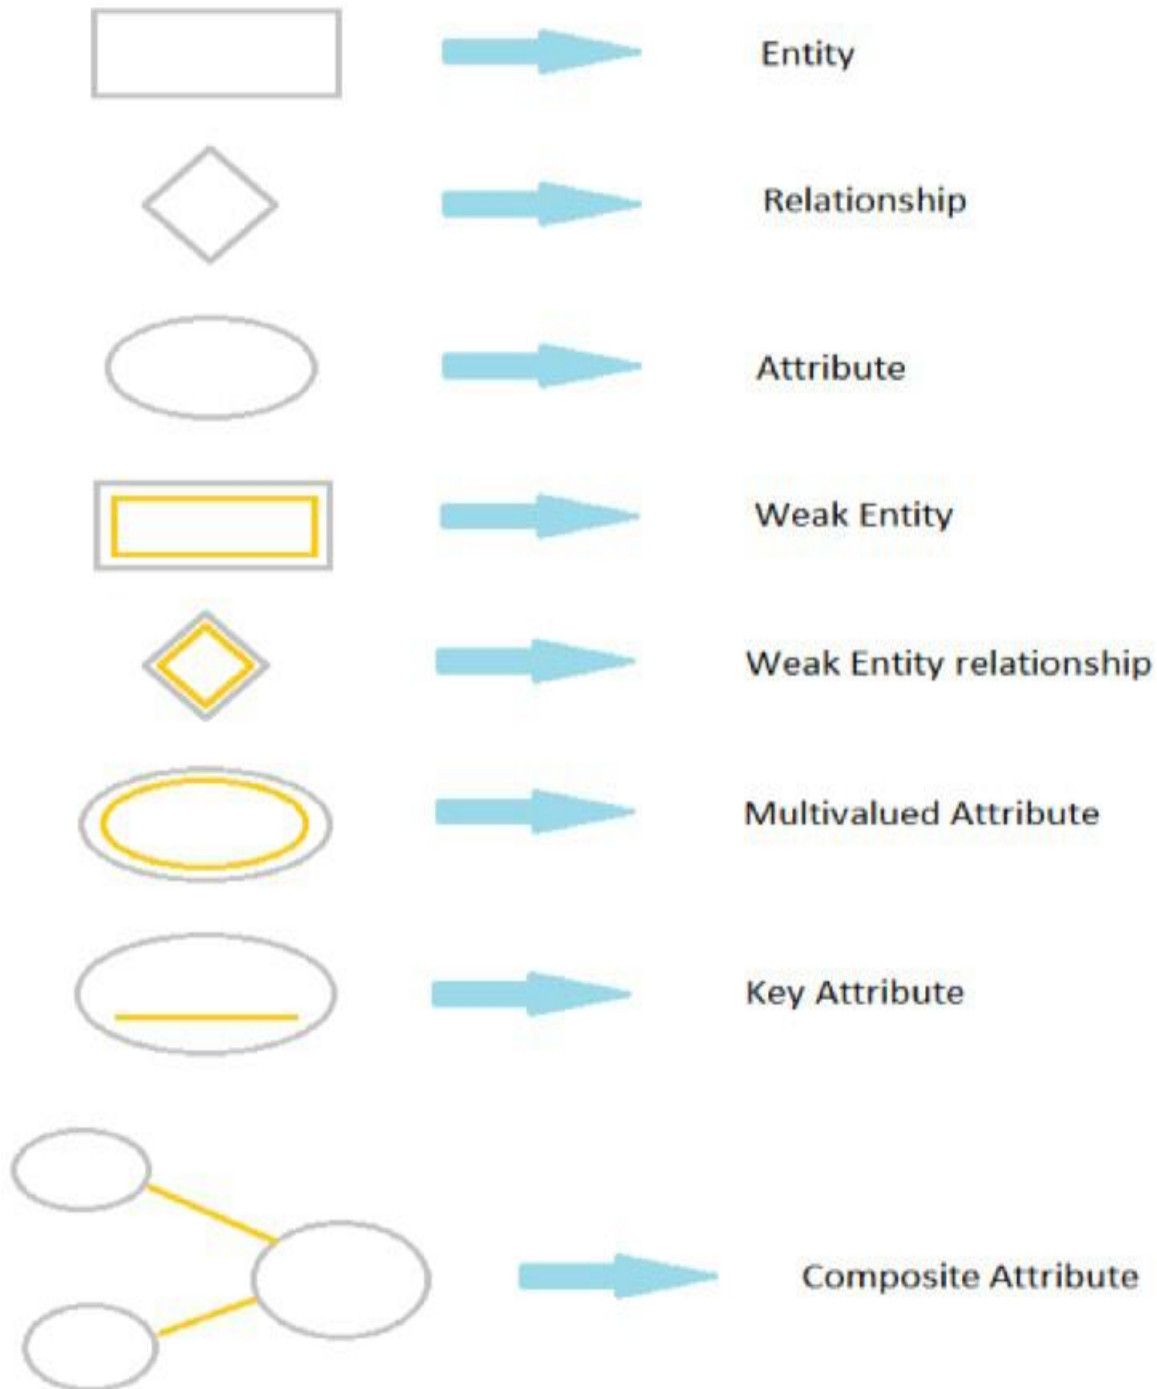 Entity
Relationship
Attribute
Weak Entity
Weak Entity relationship
Multivalued Attribute
Key Attribute
Composite Attribute